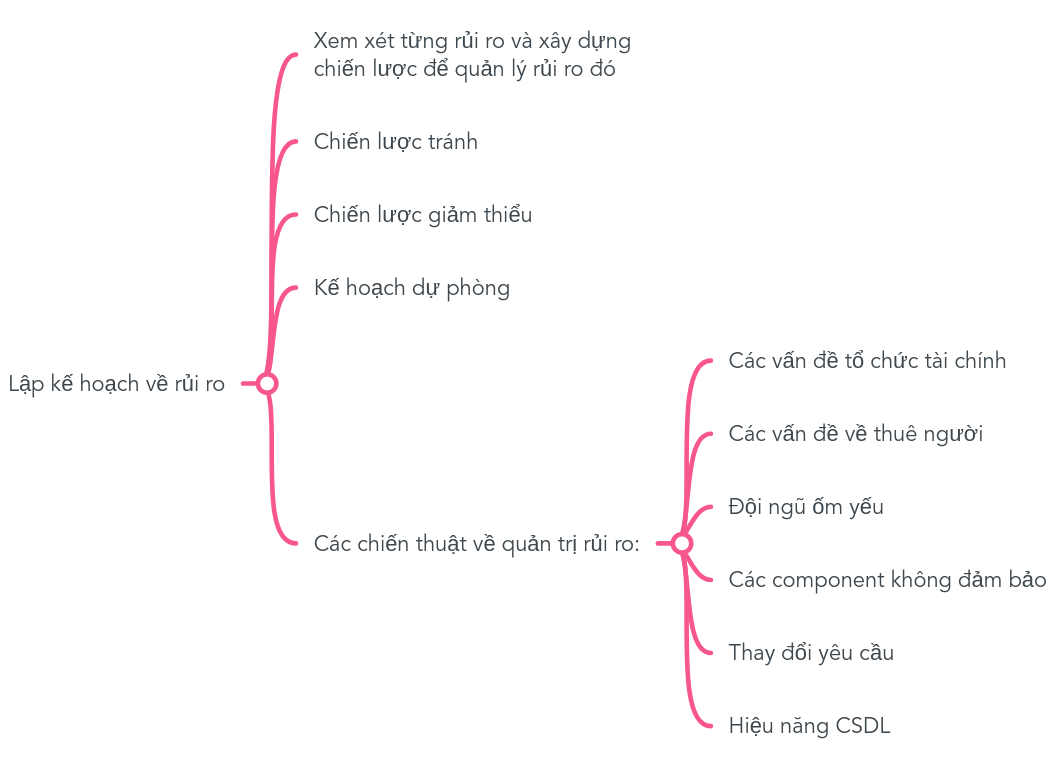 Xem xét từng rủi ro và xây dựng
chiến lược để quản lý rủi ro đó
Chiến lược tránh
Chiến lược giảm thiểu
Kế hoạch dự phòng
Lập kế hoạch về rủi ro
Các chiến thuật về quản trị rủi ro:
Các vấn đề tổ chức tài chính
Các vấn đề về thuê người
Đội ngũ ốm yếu
Các component không đảm bảo
Thay đổi yêu cầu
Hiệu năng CSDL